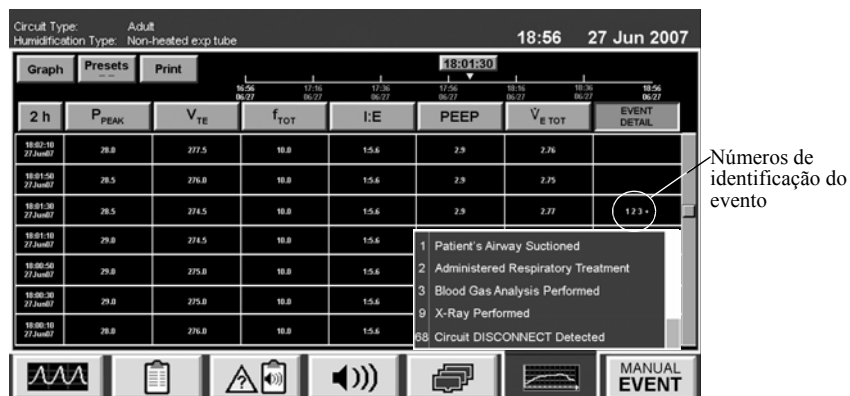 Circuit Type: Adult
Humidification Type: Non-heated exp tube
18:56 27 Jun 2007
Graph Presets -- Print
18:01:30
16:56 17:16 17:36 17:56 18:16 18:36 18:56
06/27 06/27 06/27 06/27 06/27 06/27 06/27
2 h PPEAK VTE fTOT I:E PEEP V̇E TOT EVENT DETAIL
18:02:10 27Jun07 28.0 277.5 10.0 1:5.6 2.9 2.76
18:01:50 27Jun07 28.5 276.0 10.0 1:5.6 2.9 2.75
18:01:30 27Jun07 28.5 274.5 10.0 1:5.6 2.9 2.77 1 2 3 +
18:01:10 27Jun07 29.0 274.5 10.0 1:5.6
18:00:50 27Jun07 29.0 275.0 10.0 1:5.6
18:00:30 27Jun07 29.0 275.0 10.0 1:5.6
18:00:10 27Jun07 28.0 276.0 10.0 1:5.6
1 Patient's Airway Suctioned
2 Administered Respiratory Treatment
3 Blood Gas Analysis Performed
9 X-Ray Performed
68 Circuit DISCONNECT Detected
MANUAL
EVENT
Números de
identificação do
evento